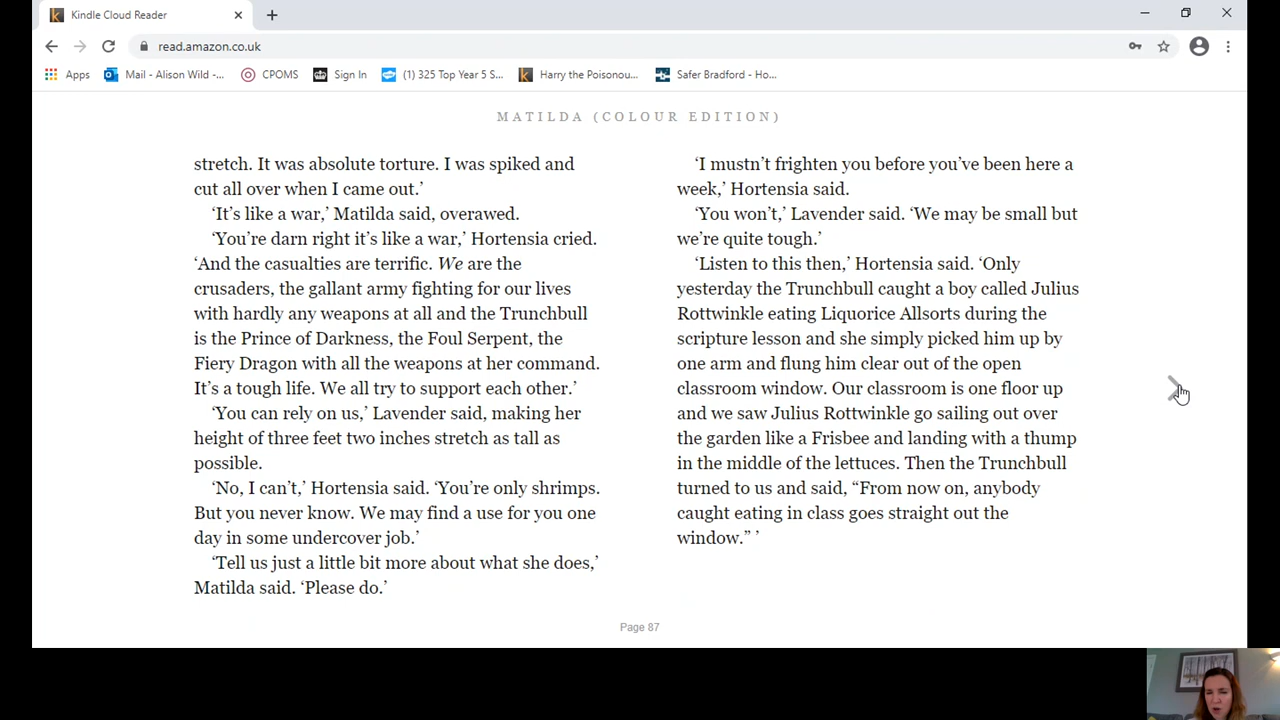 Kindle Cloud Reader
read.amazon.co.uk
Apps
Mail - Alison Wild -...
CPOMS
Sign In
(1) 325 Top Year 5 S...
Harry the Poisonou...
Safer Bradford - Ho...
MATILDA (COLOUR EDITION)
stretch. It was absolute torture. I was spiked and
cut all over when I came out.’
‘It’s like a war,’ Matilda said, overawed.
‘You’re darn right it’s like a war,’ Hortensia cried.
‘And the casualties are terrific. We are the
crusaders, the gallant army fighting for our lives
with hardly any weapons at all and the Trunchbull
is the Prince of Darkness, the Foul Serpent, the
Fiery Dragon with all the weapons at her command.
It’s a tough life. We all try to support each other.’
‘You can rely on us,’ Lavender said, making her
height of three feet two inches stretch as tall as
possible.
‘No, I can’t,’ Hortensia said. ‘You’re only shrimps.
But you never know. We may find a use for you one
day in some undercover job.’
‘Tell us just a little bit more about what she does,’
Matilda said. ‘Please do.’
‘I mustn’t frighten you before you’ve been here a
week,’ Hortensia said.
‘You won’t,’ Lavender said. ‘We may be small but
we’re quite tough.’
‘Listen to this then,’ Hortensia said. ‘Only
yesterday the Trunchbull caught a boy called Julius
Rottwinkle eating Liquorice Allsorts during the
scripture lesson and she simply picked him up by
one arm and flung him clear out of the open
classroom window. Our classroom is one floor up
and we saw Julius Rottwinkle go sailing out over
the garden like a Frisbee and landing with a thump
in the middle of the lettuces. Then the Trunchbull
turned to us and said, “From now on, anybody
caught eating in class goes straight out the
window.” ’
Page 87